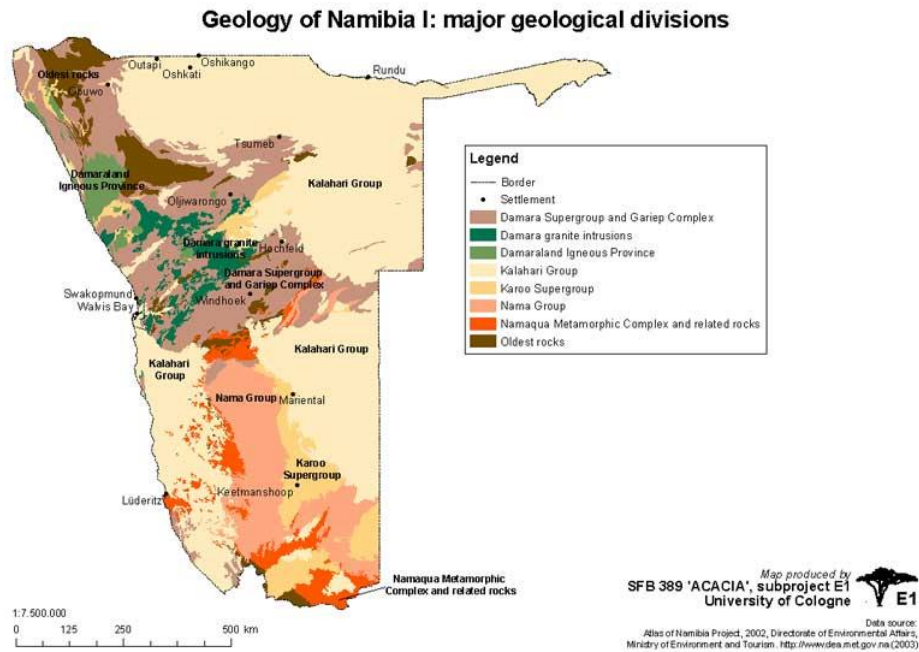 Geology of Namibia I: major geological divisions
Oshikango
Outapi
Oshkati
Rundu
Oldest rocks
Opuwo
Tsumeb
Damaraland
Igneous Province
Kalahari Group
Oljiwarongo
Damara granite
intrusions
Hochfeld
Damara Supergroup
and Gariep Complex
Swakopmund
Windhoek
Walvis Bay
Kalahari
Group
Kalahari Group
Nama Group
Mariental
Karoo
Supergroup
Keetmanshoop
Lüderitz
Namaqua Metamorphic
Complex and related rocks
Legend
Border
Settlement
Damara Supergroup and Gariep Complex
Damara granite intrusions
Damaraland Igneous Province
Kalahari Group
Karoo Supergroup
Nama Group
Namaqua Metamorphic Complex and related rocks
Oldest rocks
1:7.500.000
0 125 250 500 km
Map produced by
SFB 389 'ACACIA', subproject E1
University of Cologne
E1
Data source:
Atlas of Namibia Project, 2002, Directorate of Environmental Affairs,
Ministry of Environment and Tourism. http://www.dea.met.gov.na (2003)